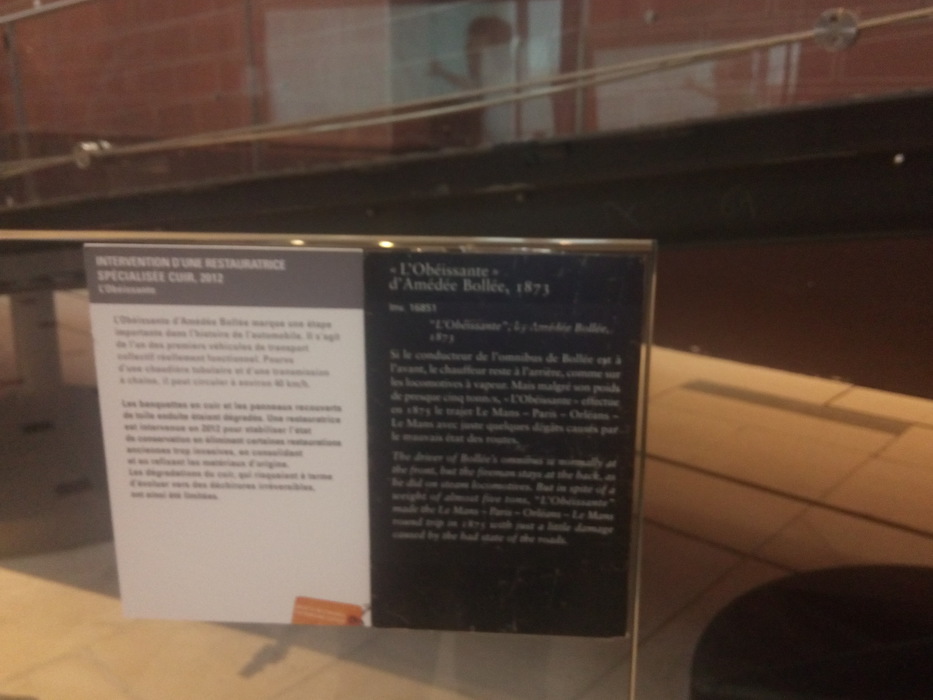 INTERVENTION D'UNE RESTAURATRICE
SPÉCIALISÉE CUIR, 2012
L'Obéissante
L'Obéissante d'Amédée Bollée marque une étape
importante dans l'histoire de l'automobile. Il s'agit
de l'un des premiers véhicules de transport
collectif réellement fonctionnel. Pourvu
d'une chaudière tubulaire et d'une transmission
à chaîne, il peut circuler à environ 40 km/h.
Les banquettes en cuir et les panneaux recouverts
de toile enduite étaient dégradés. Une restauratrice
est intervenue en 2012 pour stabiliser l'état
de conservation en éliminant certaines restaurations
anciennes trop invasives, en consolidant
et en refixant les matériaux d'origine.
Les dégradations du cuir, qui risquaient à terme
d'évoluer vers des déchirures irréversibles,
ont ainsi été limitées.
« L'Obéissante »
d'Amédée Bollée, 1873
Inv. 16851
"L'Obéissante", by Amédée Bollée,
1873
Si le conducteur de l'omnibus de Bollée est à
l'avant, le chauffeur reste à l'arrière, comme sur
les locomotives à vapeur. Mais malgré son poids
de presque cinq tonnes, « L'Obéissante » effectue
en 1875 le trajet Le Mans – Paris – Orléans –
Le Mans avec juste quelques dégâts causés par
le mauvais état des routes.
The driver of Bollée's omnibus is normally at
the front, but the fireman stays at the back, as
he did on steam locomotives. But in spite of a
weight of almost five tons, "L'Obéissante"
made the Le Mans – Paris – Orléans – Le Mans
round trip in 1875 with just a little damage
caused by the bad state of the roads.